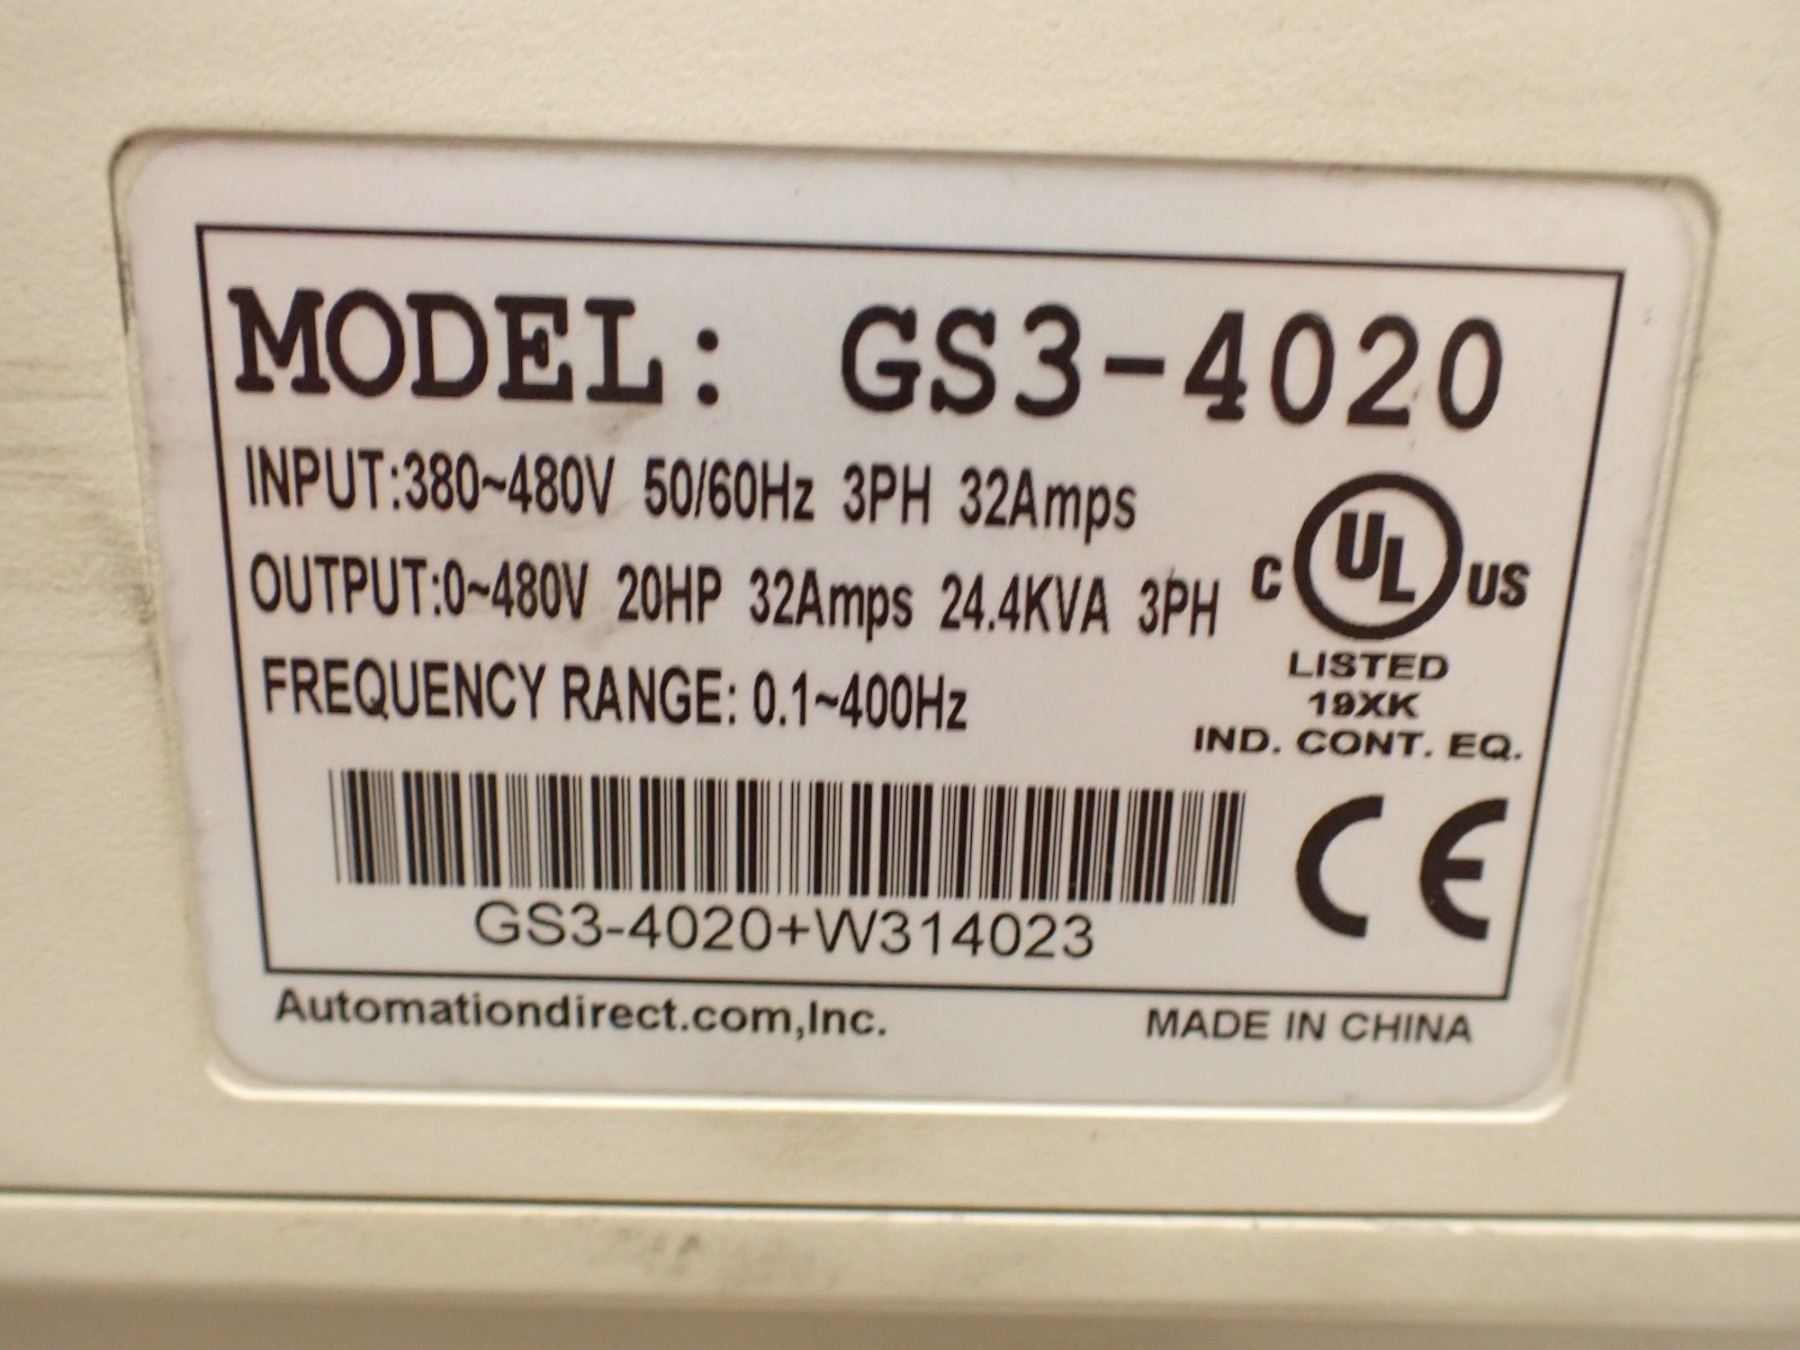 MODEL: GS3-4020
INPUT:380~480V 50/60Hz 3PH 32Amps
OUTPUT:0~480V 20HP 32Amps 24.4KVA 3PH
FREQUENCY RANGE: 0.1~400Hz
C UL US
LISTED
19XK
IND. CONT. EQ.
CE
GS3-4020+W314023
Automationdirect.com,Inc.
MADE IN CHINA